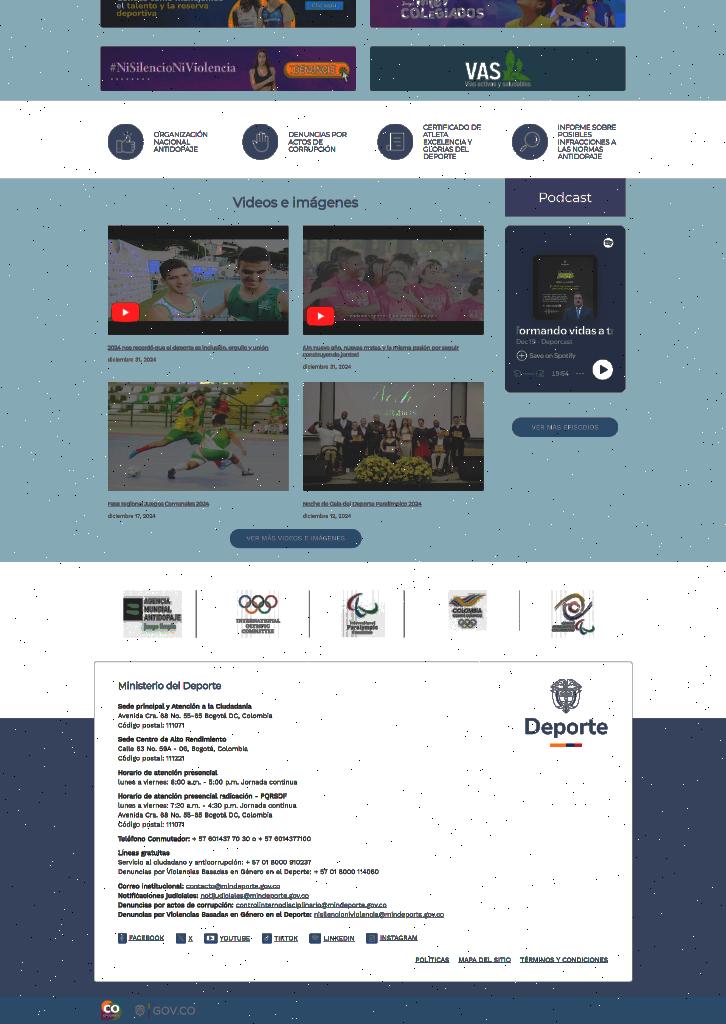 el talento y la reserva
deportiva
COLEGIADOS
#NiSilencioNiViolencia
DENUNCIE
VAS
Vías activas y saludables
ORGANIZACIÓN
NACIONAL
ANTIDOPAJE
DENUNCIAS POR
ACTOS DE
CORRUPCIÓN
CERTIFICADO DE
ATLETA
EXCELENCIA Y
GLORIAS DEL
DEPORTE
INFORME SOBRE
POSIBLES
INFRACCIONES A
LAS NORMAS
ANTIDOPAJE
Videos e imágenes
2024 nos recordó que el deporte es inclusión, orgullo y unión
diciembre 31, 2024
¡Un nuevo año, nuevas metas, y la misma pasión por seguir
construyendo juntos!
diciembre 31, 2024
Fase regional Juegos Comunales 2024
diciembre 17, 2024
Noche de Gala del Deporte Paralímpico 2024
diciembre 12, 2024
VER MÁS VIDEOS E IMÁGENES
Podcast
formando vidas a t
Dec 15 · Deporcast
Save on Spotify
19:54
VER MÁS EPISODIOS
AGENCIA
MUNDIAL
ANTIDOPAJE
juego limpio
INTERNATIONAL
OLYMPIC
COMMITTEE
International
Paralympic
Committee
COLOMBIA
Ministerio del Deporte
Deporte
Sede principal y Atención a la Ciudadanía
Avenida Cra. 68 No. 55-65 Bogotá DC, Colombia
Código postal: 111071
Sede Centro de Alto Rendimiento
Calle 63 No. 59A - 06, Bogotá, Colombia
Código postal: 111221
Horario de atención presencial
lunes a viernes: 8:00 a.m. - 5:00 p.m. Jornada continua
Horario de atención presencial radicación - PQRSDF
lunes a viernes: 7:30 a.m. - 4:30 p.m. Jornada continua
Avenida Cra. 68 No. 55-65 Bogotá DC, Colombia
Código postal: 111071
Teléfono Conmutador: + 57 601437 70 30 o + 57 6014377100
Líneas gratuitas
Servicio al ciudadano y anticorrupción: + 57 01 8000 910237
Denuncias por Violencias Basadas en Género en el Deporte: + 57 01 8000 114060
Correo institucional: contacto@mindeporte.gov.co
Notificaciones judiciales: notijudiciales@mindeporte.gov.co
Denuncias por actos de corrupción: controlinternodisciplinario@mindeporte.gov.co
Denuncias por Violencias Basadas en Género en el Deporte: nisilencioniviolencia@mindeporte.gov.co
FACEBOOK X YOUTUBE TIKTOK LINKEDIN INSTAGRAM
POLÍTICAS MAPA DEL SITIO TÉRMINOS Y CONDICIONES
CO GOV.CO